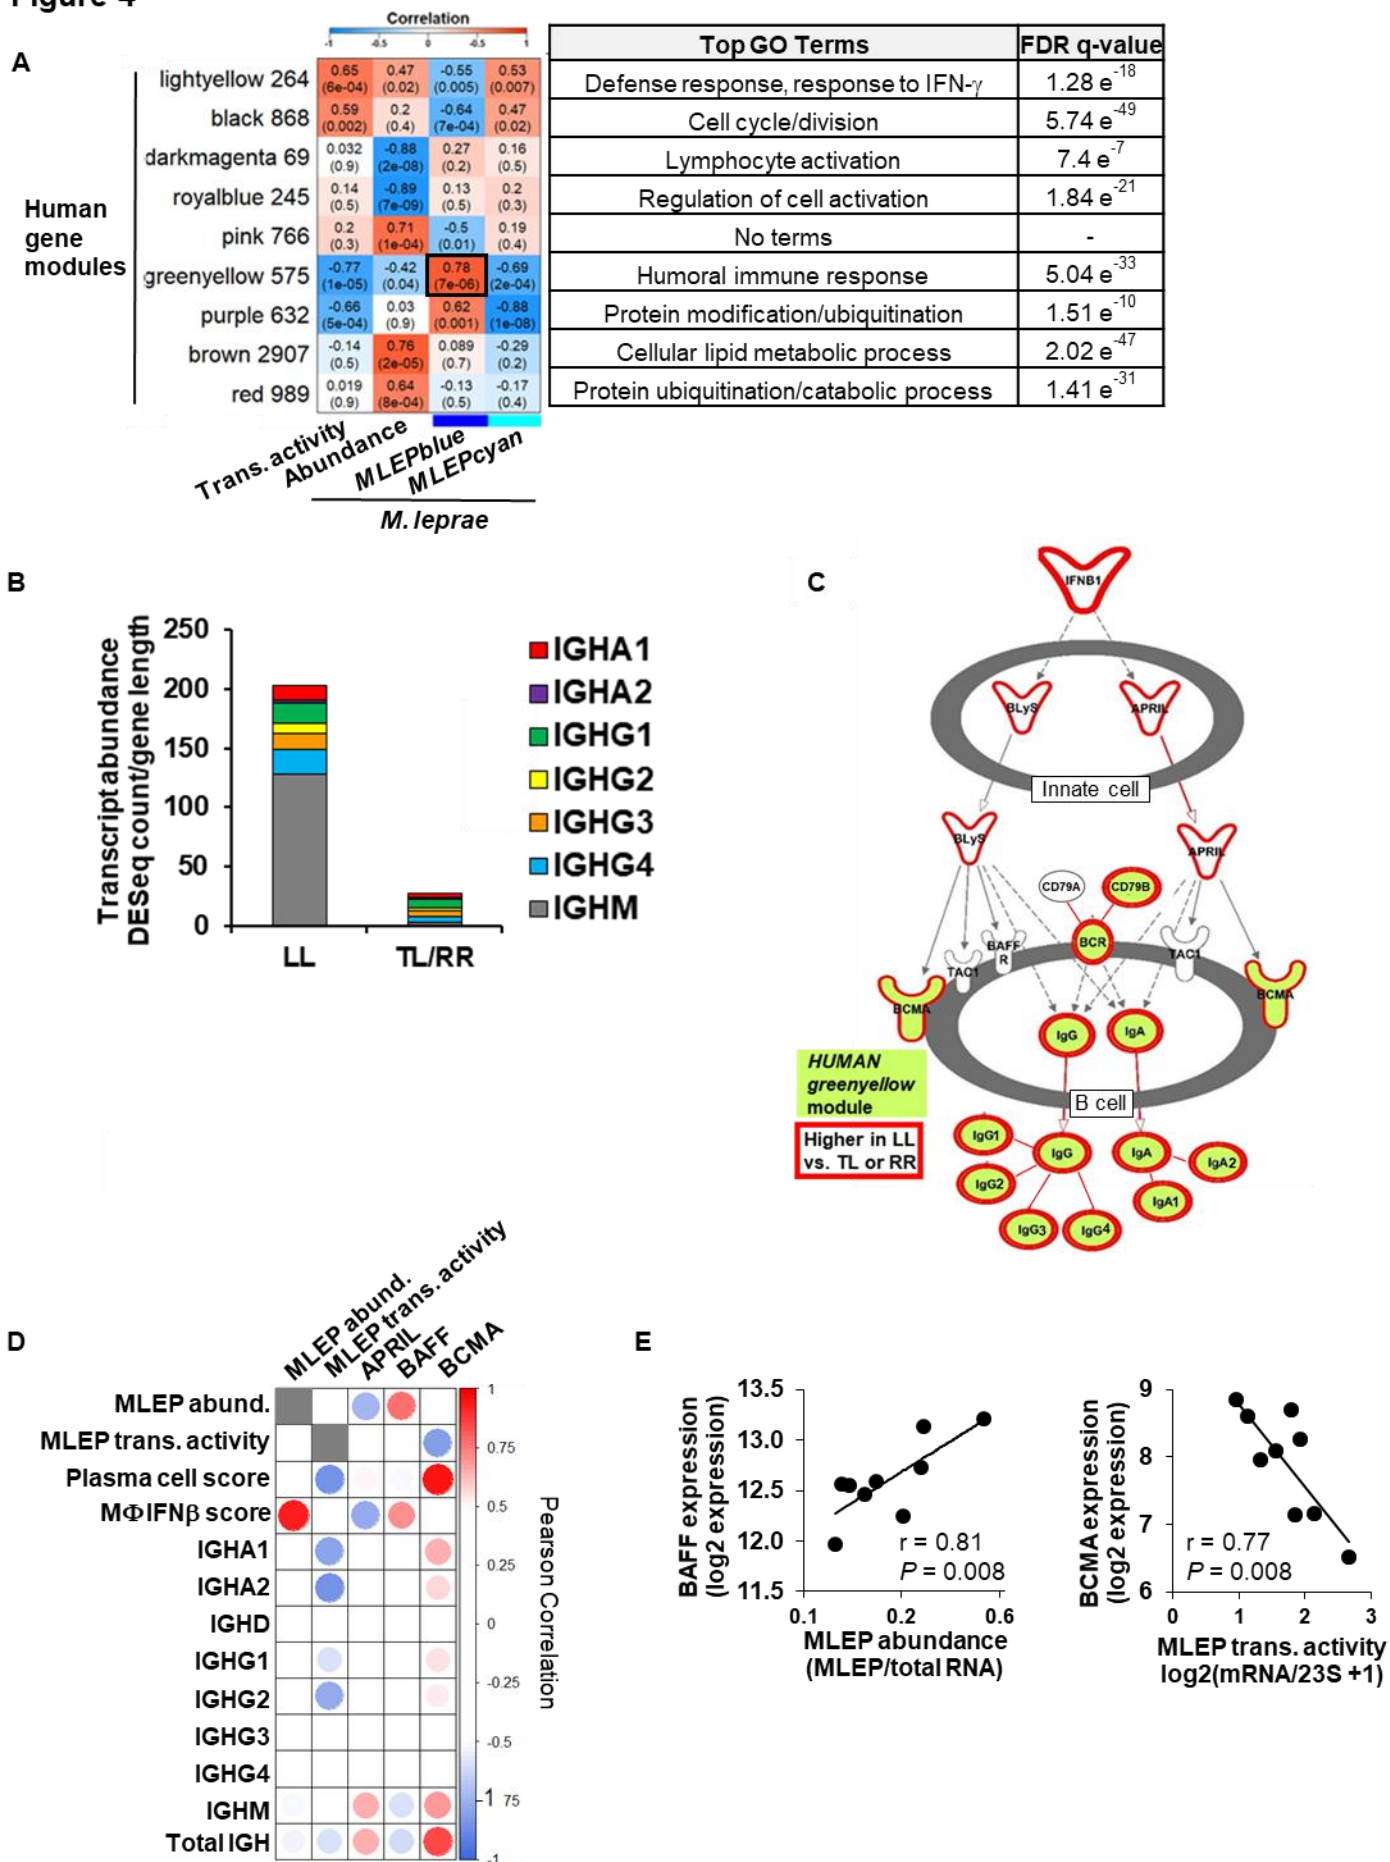 Figure 4
Correlation
-1 -0.5 0 -0.5 1
A
Top GO Terms FDR q-value
lightyellow 264 0.65 (6e-04) 0.47 (0.02) -0.55 (0.005) 0.53 (0.007) Defense response, response to IFN-γ 1.28 e-18
black 868 0.59 (0.002) 0.2 (0.4) -0.64 (7e-04) 0.47 (0.02) Cell cycle/division 5.74 e-49
darkmagenta 69 0.032 (0.9) -0.88 (2e-08) 0.27 (0.2) 0.16 (0.5) Lymphocyte activation 7.4 e-7
royalblue 245 0.14 (0.5) -0.89 (7e-09) 0.13 (0.5) 0.2 (0.3) Regulation of cell activation 1.84 e-21
pink 766 0.2 (0.3) 0.71 (1e-04) -0.5 (0.01) 0.19 (0.4) No terms -
greenyellow 575 -0.77 (1e-05) -0.42 (0.04) 0.78 (7e-06) -0.69 (2e-04) Humoral immune response 5.04 e-33
purple 632 -0.66 (5e-04) 0.03 (0.9) 0.62 (0.001) -0.88 (1e-08) Protein modification/ubiquitination 1.51 e-10
brown 2907 -0.14 (0.5) 0.76 (2e-05) 0.089 (0.7) -0.29 (0.2) Cellular lipid metabolic process 2.02 e-47
red 989 0.019 (0.9) 0.64 (8e-04) -0.13 (0.5) -0.17 (0.4) Protein ubiquitination/catabolic process 1.41 e-31
Human
gene
modules
Trans. activity
Abundance
MLEPblue
MLEPcyan
M. leprae
B
Transcript abundance
DESeq count/gene length
250
200
150
100
50
0
LL TL/RR
IGHA1
IGHA2
IGHG1
IGHG2
IGHG3
IGHG4
IGHM
C
IFNB1
BLyS APRIL
Innate cell
BLyS APRIL
CD79A CD79B
BCR
BAFF
R
TAC1 TAC1
BCMA BCMA
IgG IgA
B cell
HUMAN
greenyellow
module
Higher in LL
vs. TL or RR
IgG1 IgG IgA IgA2
IgG2 IgA1
IgG3 IgG4
D
MLEP abund.
MLEP trans. activity
APRIL
BAFF
BCMA
MLEP abund.
MLEP trans. activity
Plasma cell score
MΦIFNβ score
IGHA1
IGHA2
IGHD
IGHG1
IGHG2
IGHG3
IGHG4
IGHM
Total IGH
1
0.75
0.5
0.25
0
-0.25
-0.5
-1 75
-1
Pearson Correlation
E
BAFF expression
(log2 expression)
13.5
13.0
12.5
12.0
11.5
r = 0.81
P = 0.008
0.1 0.2 0.6
MLEP abundance
(MLEP/total RNA)
BCMA expression
(log2 expression)
9
8
7
6
r = 0.77
P = 0.008
0 1 2 3
MLEP trans. activity
log2(mRNA/23S +1)